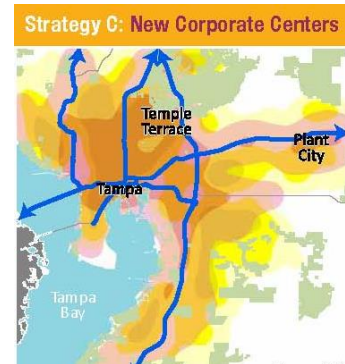 Strategy C: New Corporate Centers
Temple
Terrace
Plant
City
Tampa
Tampa
Bay